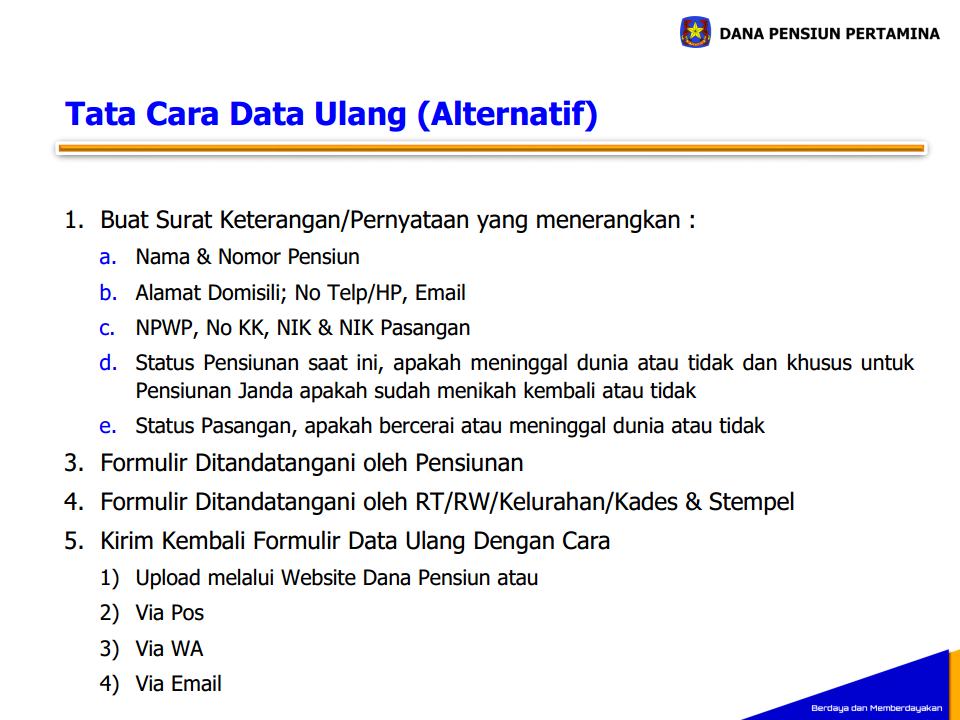 DANA PENSIUN PERTAMINA
Tata Cara Data Ulang (Alternatif)
1. Buat Surat Keterangan/Pernyataan yang menerangkan :
a. Nama & Nomor Pensiun
b. Alamat Domisili; No Telp/HP, Email
c. NPWP, No KK, NIK & NIK Pasangan
d. Status Pensiunan saat ini, apakah meninggal dunia atau tidak dan khusus untuk
Pensiunan Janda apakah sudah menikah kembali atau tidak
e. Status Pasangan, apakah bercerai atau meninggal dunia atau tidak
3. Formulir Ditandatangani oleh Pensiunan
4. Formulir Ditandatangani oleh RT/RW/Kelurahan/Kades & Stempel
5. Kirim Kembali Formulir Data Ulang Dengan Cara
1) Upload melalui Website Dana Pensiun atau
2) Via Pos
3) Via WA
4) Via Email
Berdaya dan Memberdayakan